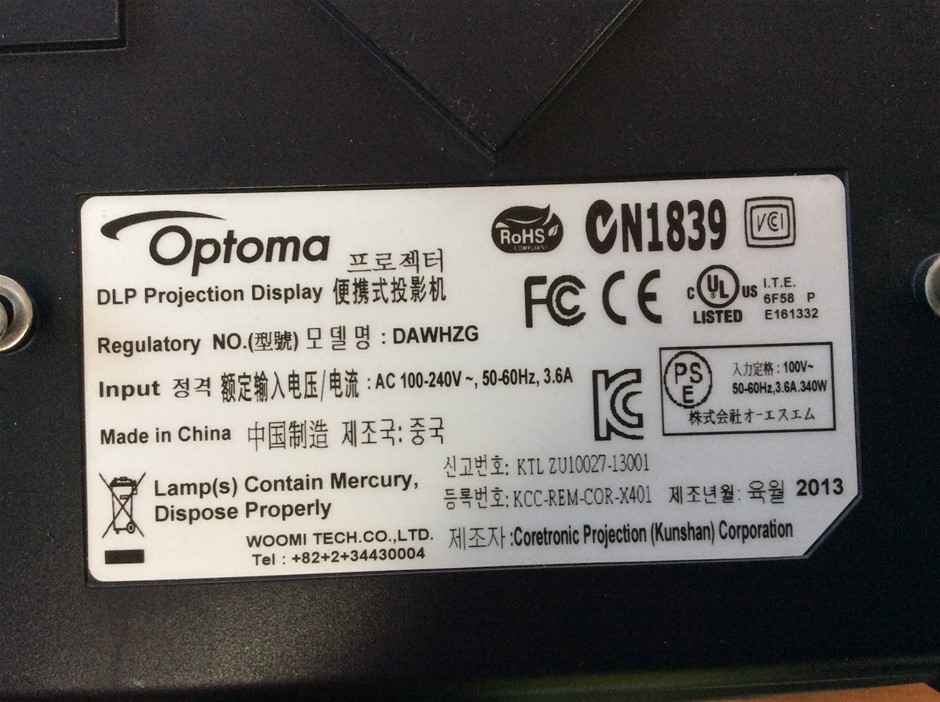 Optoma 프로젝터
DLP Projection Display 便携式投影机
RoHS
COMPLIANT
N1839
VCCI
FC CE
C UL US
LISTED
I.T.E.
6F58 P
E161332
Regulatory NO.(型號) 모델명 : DAWHZG
Input 정격 额定输入电压/电流 : AC 100-240V ~, 50-60Hz, 3.6A
PS
E
入力定格 : 100V~
50-60Hz,3.6A.340W
株式会社オーエスエム
Made in China 中国制造 제조국: 중국
Lamp(s) Contain Mercury,
Dispose Properly
신고번호: KTL ZU10027-13001
등록번호: KCC-REM-COR-X401 제조년월: 육월 2013
WOOMI TECH.CO.,LTD.
Tel : +82+2+34430004
제조자 :Coretronic Projection (Kunshan) Corporation